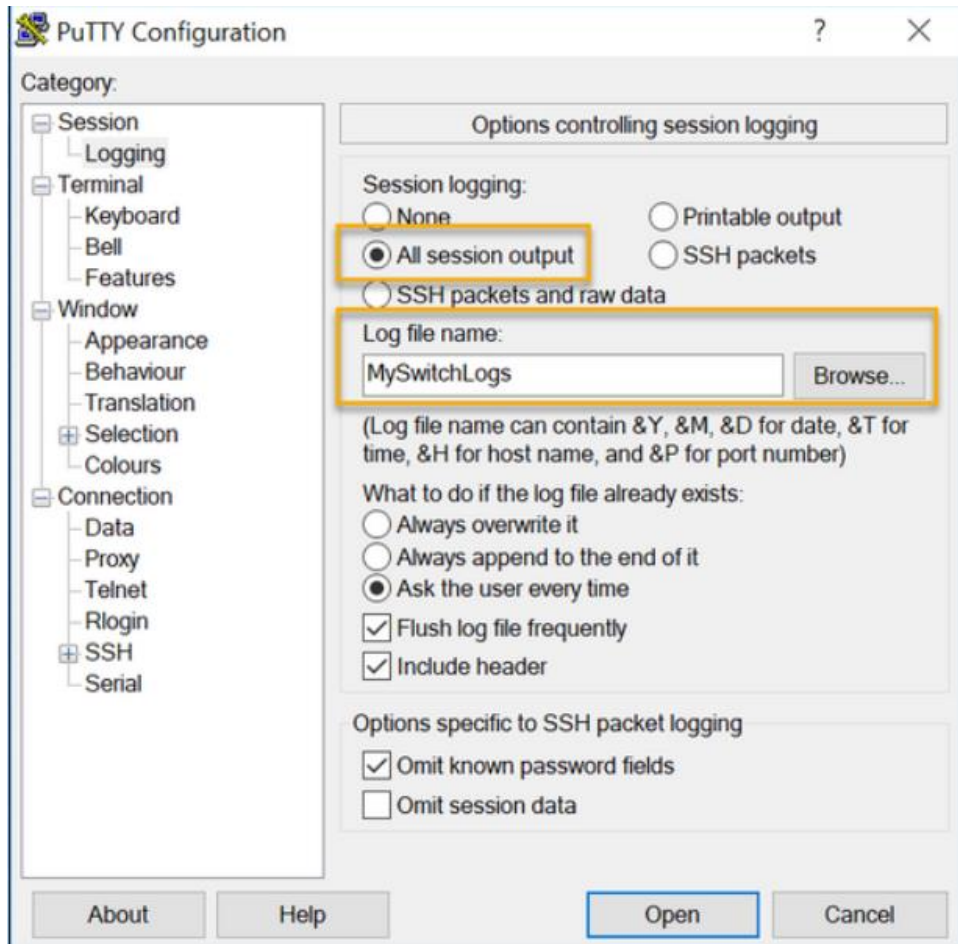 PuTTY Configuration
?
Category:
Session
Logging
Terminal
Keyboard
Bell
Features
Window
Appearance
Behaviour
Translation
Selection
Colours
Connection
Data
Proxy
Telnet
Rlogin
SSH
Serial
Options controlling session logging
Session logging:
None Printable output
All session output SSH packets
SSH packets and raw data
Log file name:
MySwitchLogs Browse...
(Log file name can contain &Y, &M, &D for date, &T for
time, &H for host name, and &P for port number)
What to do if the log file already exists:
Always overwrite it
Always append to the end of it
Ask the user every time
Flush log file frequently
Include header
Options specific to SSH packet logging
Omit known password fields
Omit session data
About Help Open Cancel